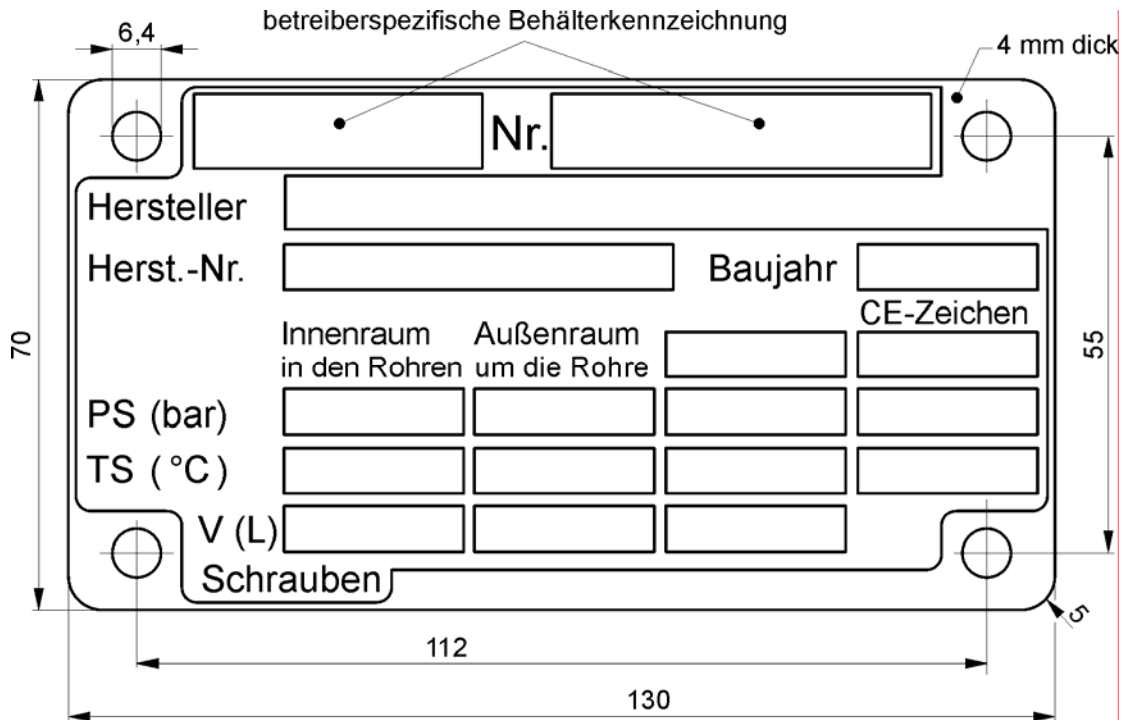 betreiberspezifische Behälterkennzeichnung
6,4
4 mm dick
Nr.
Hersteller
Herst.-Nr.
Baujahr
CE-Zeichen
Innenraum
in den Rohren
Außenraum
um die Rohre
70
55
PS (bar)
TS (°C)
V (L)
Schrauben
5
112
130